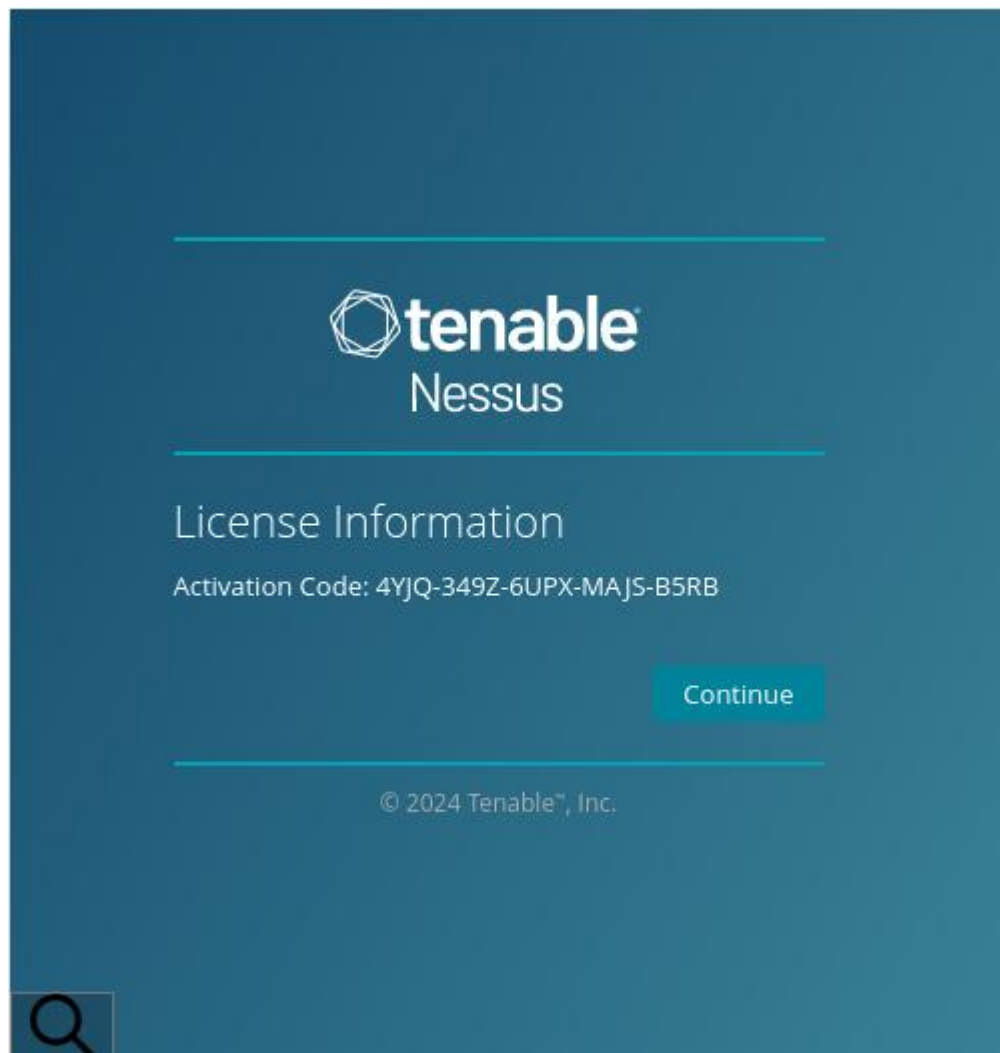 tenable
Nessus
License Information
Activation Code: 4YJQ-349Z-6UPX-MAJS-B5RB
Continue
© 2024 Tenable™, Inc.